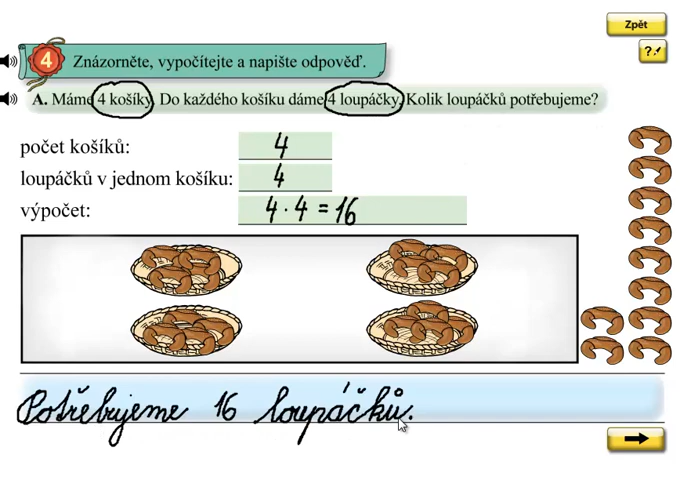 Zpět
4 Znázorněte, vypočítejte a napište odpověď.
?
A. Máme 4 košíky. Do každého košíku dáme 4 loupáčky. Kolik loupáčků potřebujeme?
počet košíků: 4
loupáčků v jednom košíku: 4
výpočet: 4 · 4 = 16
Potřebujeme 16 loupáčků.